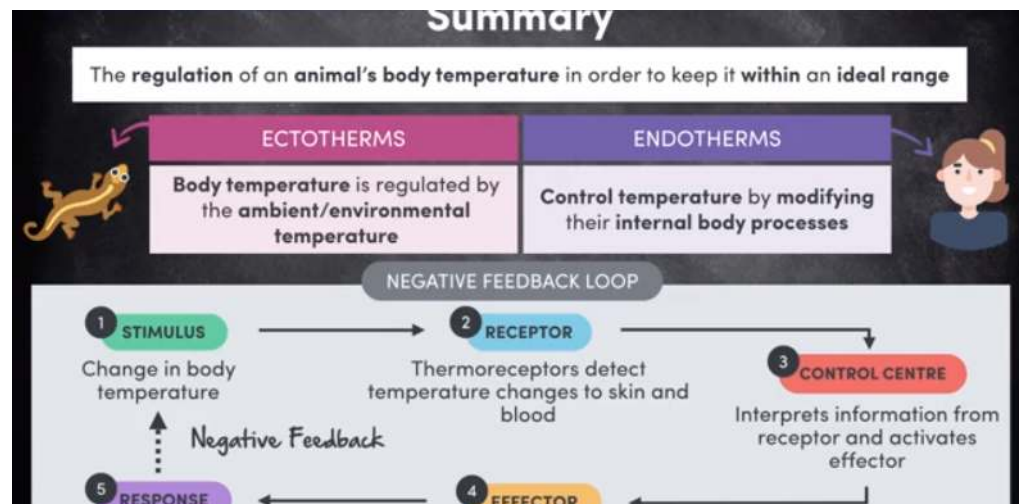 Summary
The regulation of an animal's body temperature in order to keep it within an ideal range
ECTOTHERMS
ENDOTHERMS
Body temperature is regulated by
the ambient/environmental
temperature
Control temperature by modifying
their internal body processes
NEGATIVE FEEDBACK LOOP
1 STIMULUS
Change in body
temperature
2 RECEPTOR
Thermoreceptors detect
temperature changes to skin and
blood
3 CONTROL CENTRE
Interprets information from
receptor and activates
effector
Negative Feedback
5 RESPONSE
4 EFFECTOR